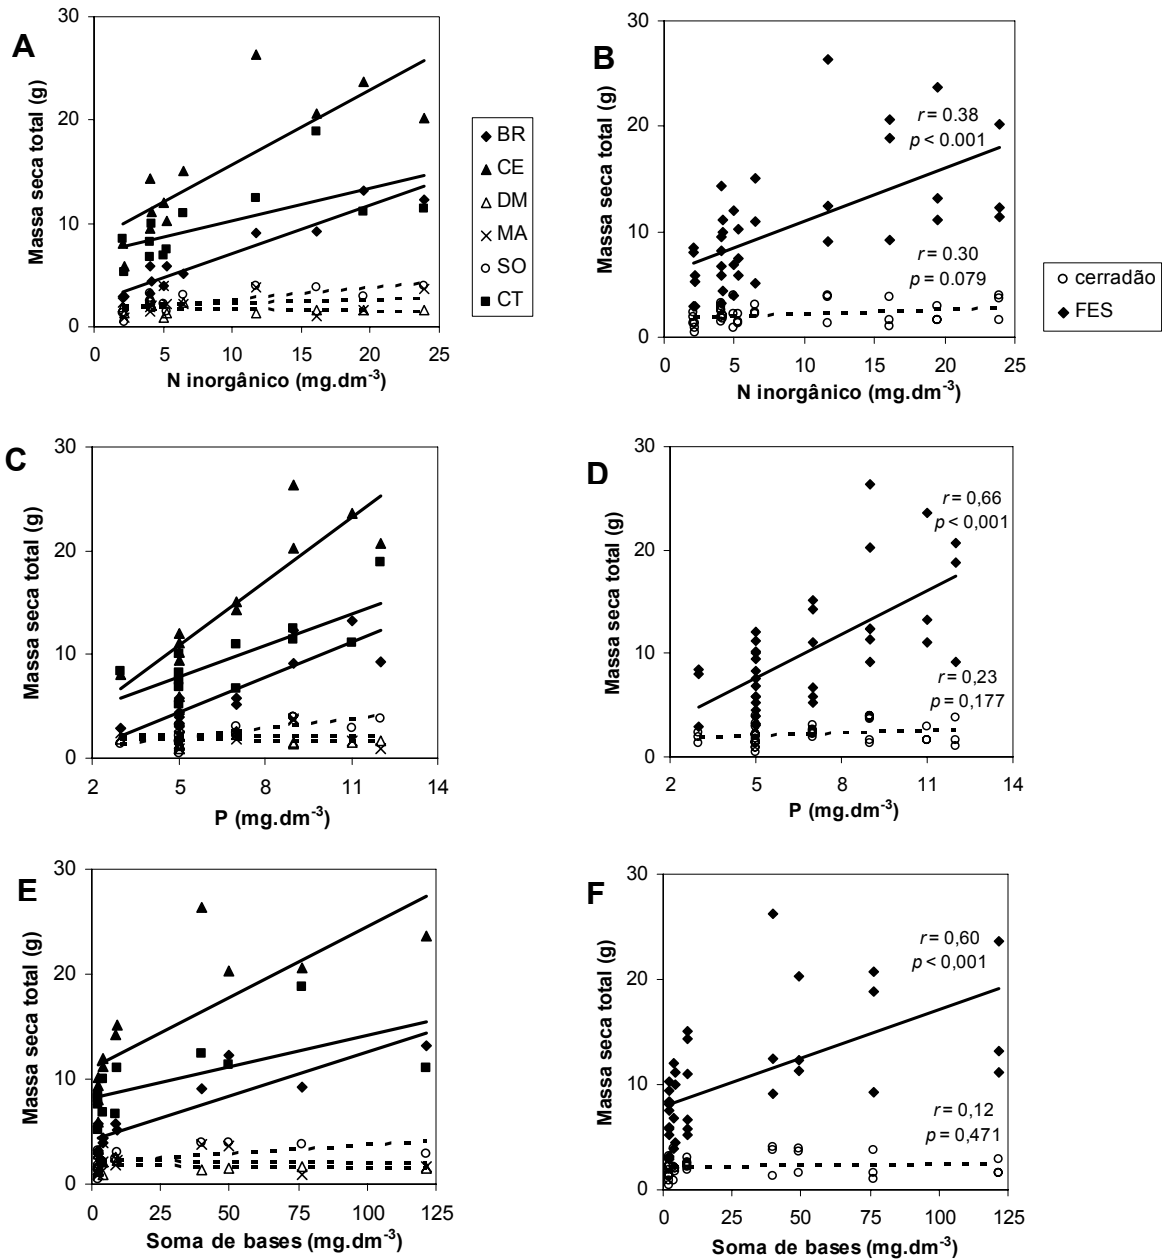 A
Massa seca total (g)
30
20
10
0
0 5 10 15 20 25
N inorgânico (mg.dm-3)
BR
CE
DM
MA
SO
CT
B
Massa seca total (g)
30
20
10
0
r = 0.38
p < 0.001
r = 0.30
p = 0.079
0 5 10 15 20 25
N inorgânico (mg.dm-3)
cerradão
FES
C
Massa seca total (g)
30
20
10
0
2 5 8 11 14
P (mg.dm-3)
D
Massa seca total (g)
30
20
10
0
r = 0,66
p < 0,001
r = 0,23
p = 0,177
2 5 8 11 14
P (mg.dm-3)
E
Massa seca total (g)
30
20
10
0
0 25 50 75 100 125
Soma de bases (mg.dm-3)
F
Massa seca total (g)
30
20
10
0
r = 0,60
p < 0,001
r = 0,12
p = 0,471
0 25 50 75 100 125
Soma de bases (mg.dm-3)